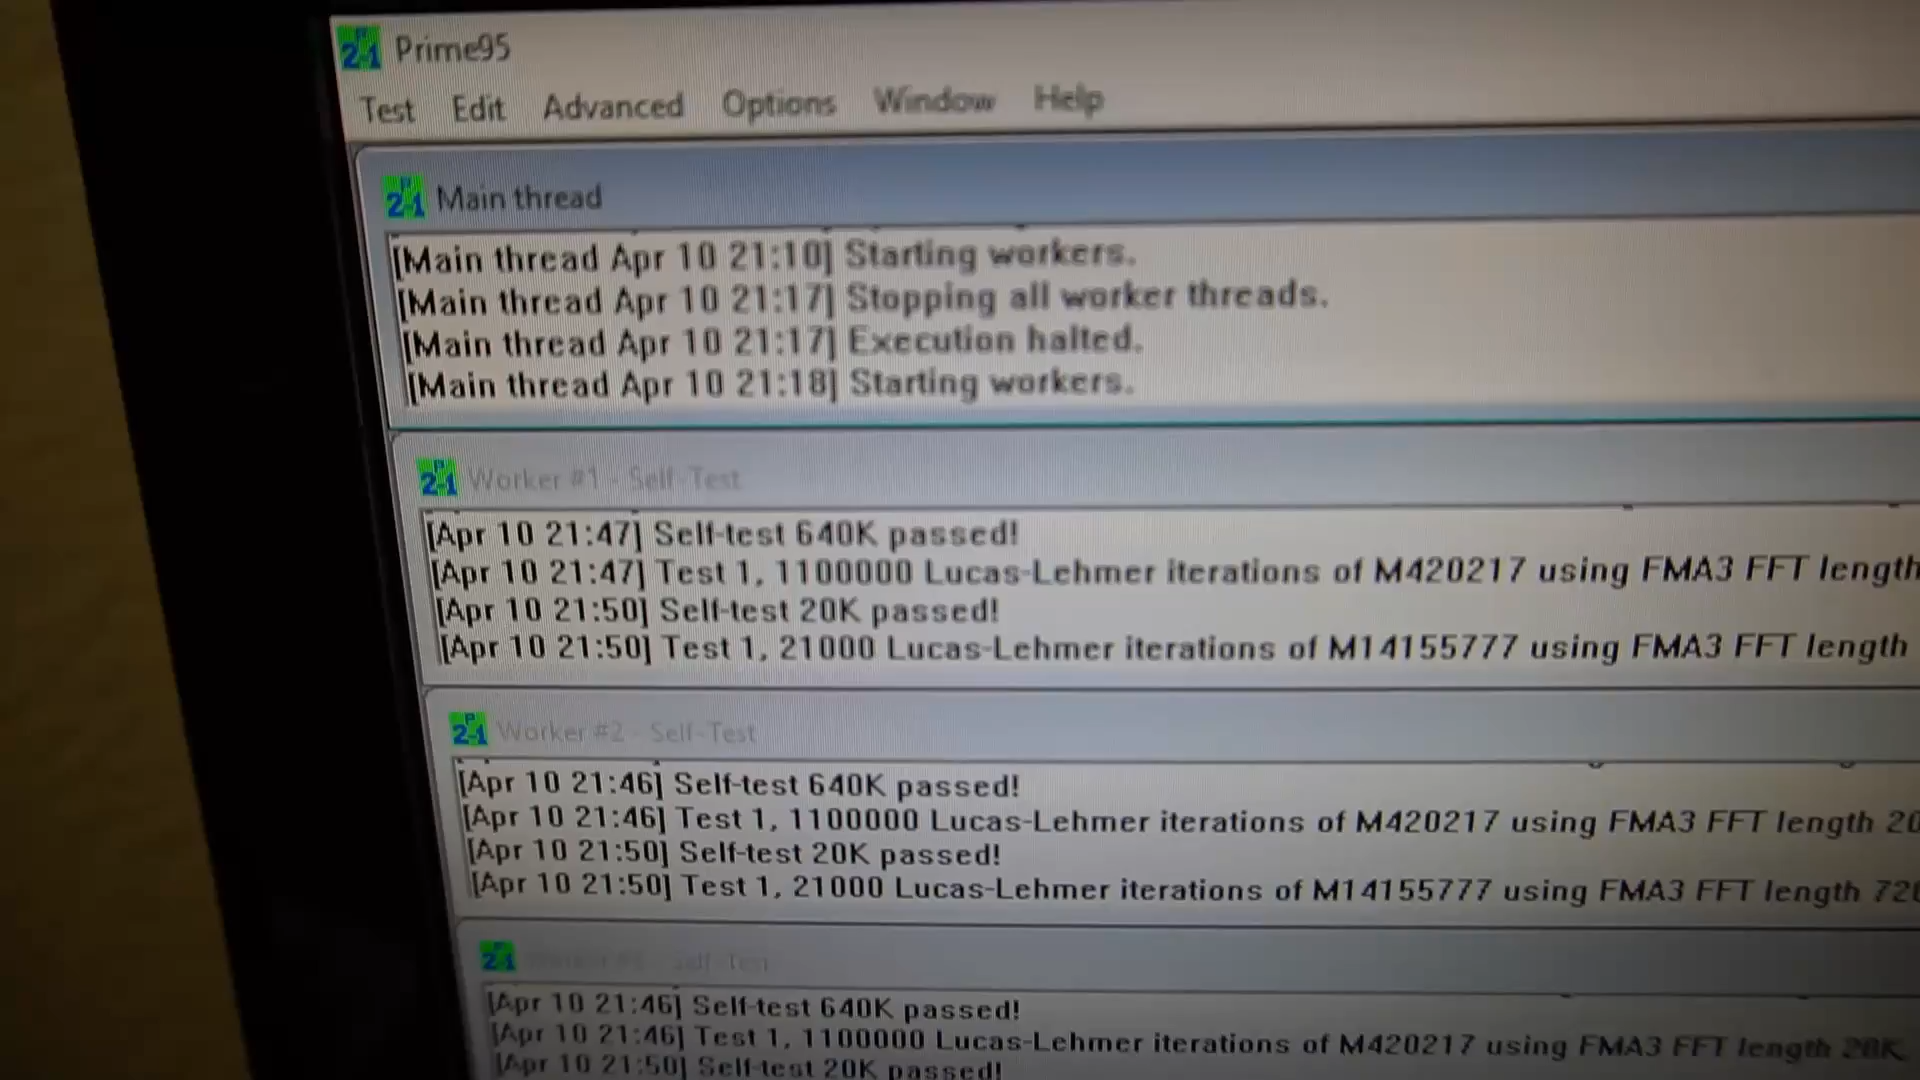 Prime95
Test Edit Advanced Options Window Help
Main thread
[Main thread Apr 10 21:10] Starting workers.
[Main thread Apr 10 21:17] Stopping all worker threads.
[Main thread Apr 10 21:17] Execution halted.
[Main thread Apr 10 21:18] Starting workers.
Worker #1 - Self-Test
[Apr 10 21:47] Self-test 640K passed!
[Apr 10 21:47] Test 1, 1100000 Lucas-Lehmer iterations of M420217 using FMA3 FFT length
[Apr 10 21:50] Self-test 20K passed!
[Apr 10 21:50] Test 1, 21000 Lucas-Lehmer iterations of M14155777 using FMA3 FFT length
Worker #2 - Self-Test
[Apr 10 21:46] Self-test 640K passed!
[Apr 10 21:46] Test 1, 1100000 Lucas-Lehmer iterations of M420217 using FMA3 FFT length 20
[Apr 10 21:50] Self-test 20K passed!
[Apr 10 21:50] Test 1, 21000 Lucas-Lehmer iterations of M14155777 using FMA3 FFT length 720
Self-Test
[Apr 10 21:46] Self-test 640K passed!
[Apr 10 21:46] Test 1, 1100000 Lucas-Lehmer iterations of M420217 using FMA3 FFT length 20K,
[Apr 10 21:50] Self-test 20K passed!